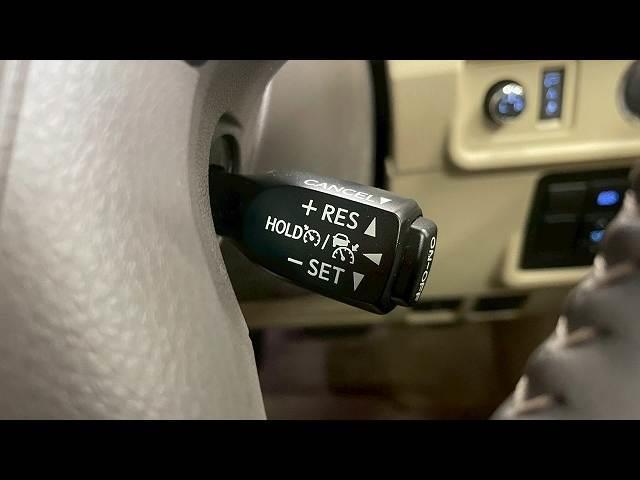 CANCEL▼
+ RES ▲
HOLD /
− SET ▼
ON-OFF